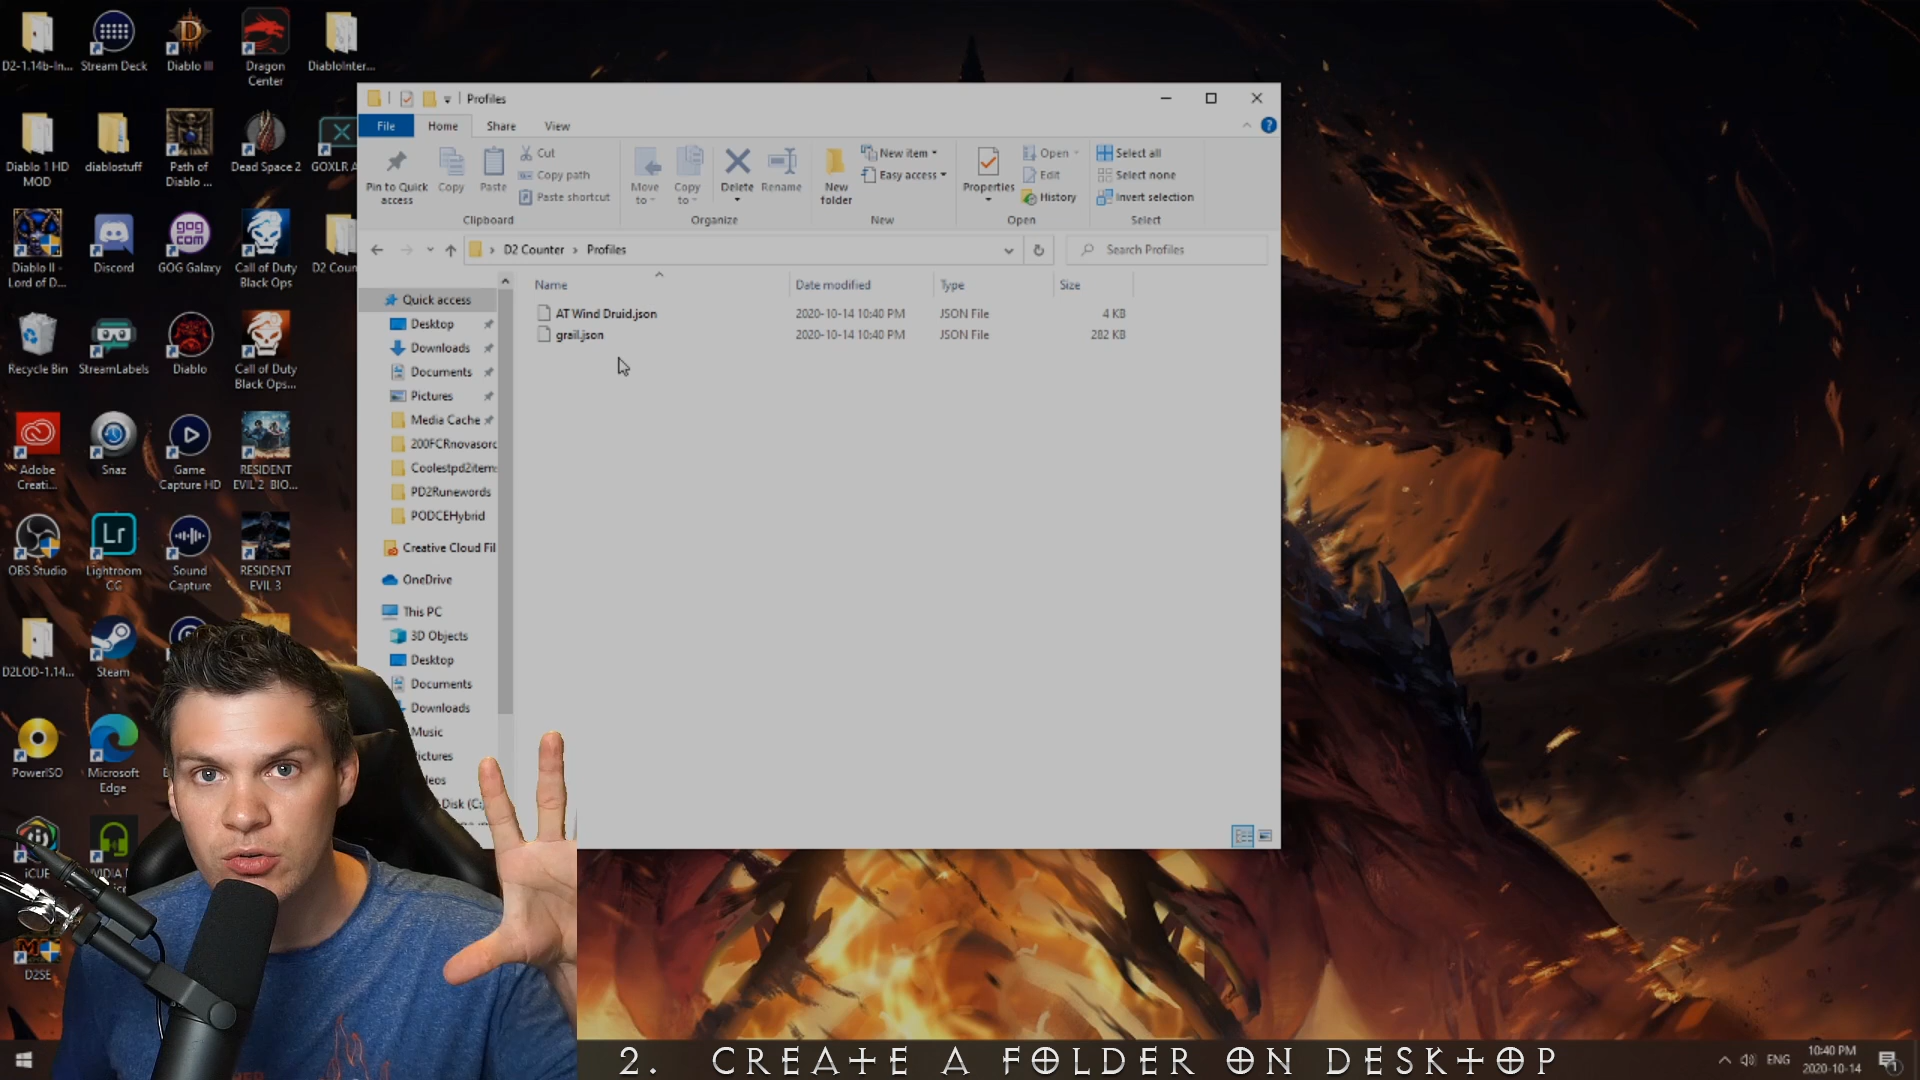 D2-1.14b-In...
Stream Deck
Diablo III
Dragon Center
DiabloInter...
Diablo 1 HD MOD
diablostuff
Path of Diablo ...
Dead Space 2
GOXLR A
Diablo II - Lord of D...
Discord
GOG Galaxy
Call of Duty Black Ops
D2 Coun
Recycle Bin
StreamLabels
Diablo
Call of Duty Black Ops...
Adobe Creati...
Snaz
Game Capture HD
RESIDENT EVIL 2 BIO...
OBS Studio
Lightroom CC
Sound Capture
RESIDENT EVIL 3
D2LOD-1.14...
Steam
PowerISO
Microsoft Edge
iCUE
D2SE
gog com
Lr
Profiles
File Home Share View
Pin to Quick access
Copy
Paste
Cut
Copy path
Paste shortcut
Clipboard
Move to
Copy to
Delete
Rename
Organize
New folder
New item
Easy access
New
Properties
Open
Edit
History
Open
Select all
Select none
Invert selection
Select
D2 Counter > Profiles
Search Profiles
Name Date modified Type Size
AT Wind Druid.json 2020-10-14 10:40 PM JSON File 4 KB
grail.json 2020-10-14 10:40 PM JSON File 282 KB
Quick access
Desktop
Downloads
Documents
Pictures
Media Cache
200FCRnovasorc
Coolestpd2item
PD2Runewords
PODCEHybrid
Creative Cloud Fil
OneDrive
This PC
3D Objects
Desktop
Documents
Downloads
Music
ictures
deos
Disk (C:
2. CREATE A FOLDER ON DESKTOP
ENG
10:40 PM
2020-10-14